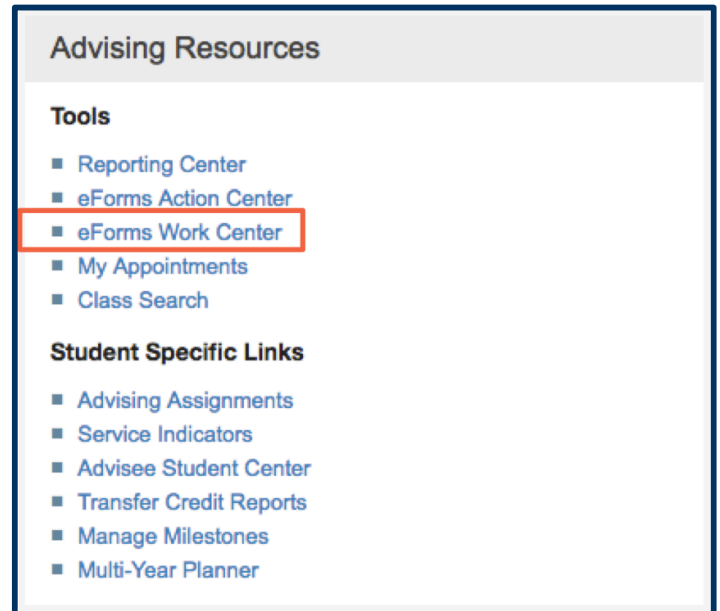 Advising Resources
Tools
Reporting Center
eForms Action Center
eForms Work Center
My Appointments
Class Search
Student Specific Links
Advising Assignments
Service Indicators
Advisee Student Center
Transfer Credit Reports
Manage Milestones
Multi-Year Planner